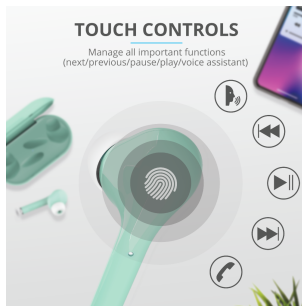 TOUCH CONTROLS
Manage all important functions
(next/previous/pause/play/voice assistant)